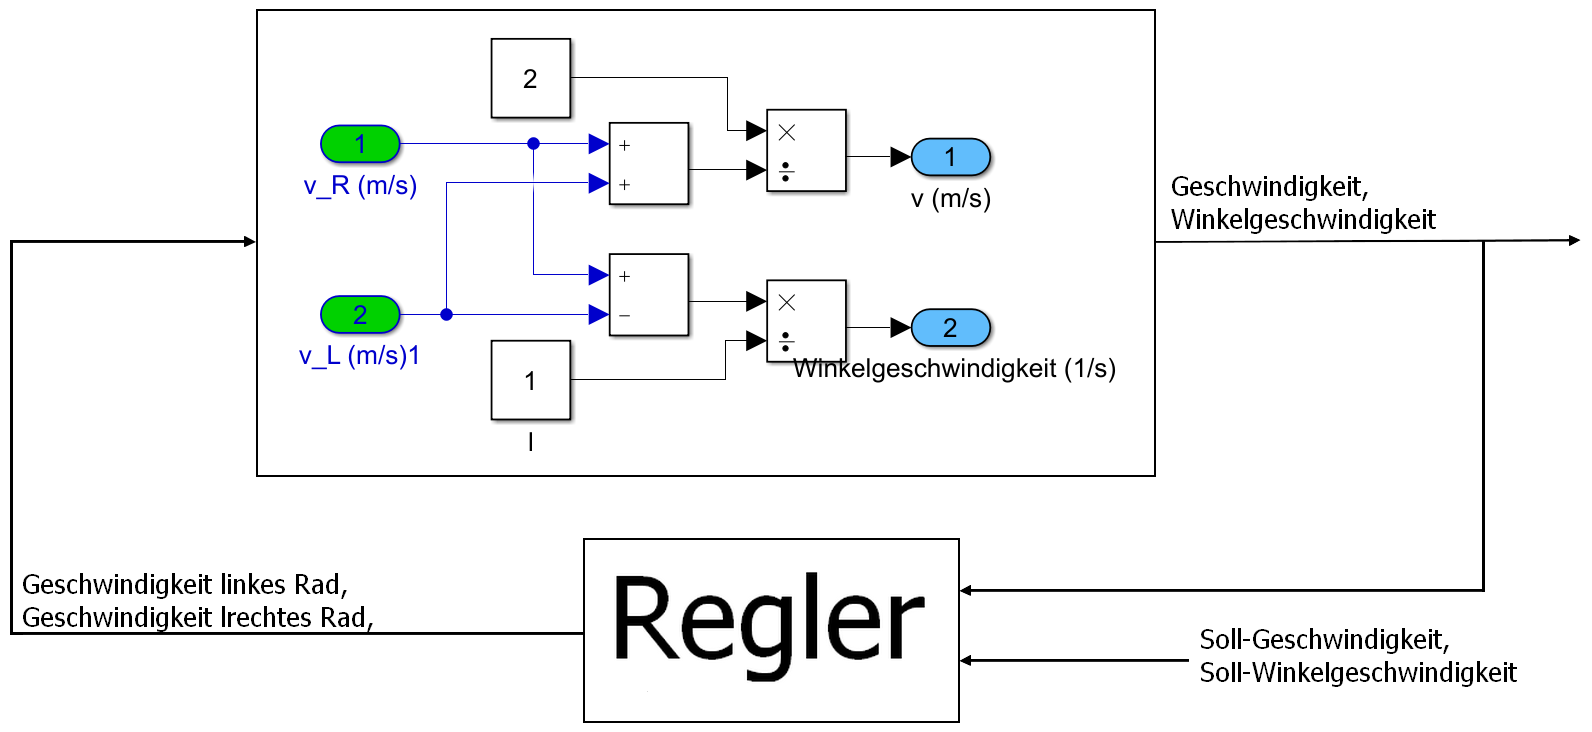 2
1
v_R (m/s)
+
+
×
÷
1
v (m/s)
Geschwindigkeit,
Winkelgeschwindigkeit
2
v_L (m/s)1
+
−
×
÷
2
Winkelgeschwindigkeit (1/s)
1
l
Geschwindigkeit linkes Rad,
Geschwindigkeit lrechtes Rad,
Regler
Soll-Geschwindigkeit,
Soll-Winkelgeschwindigkeit